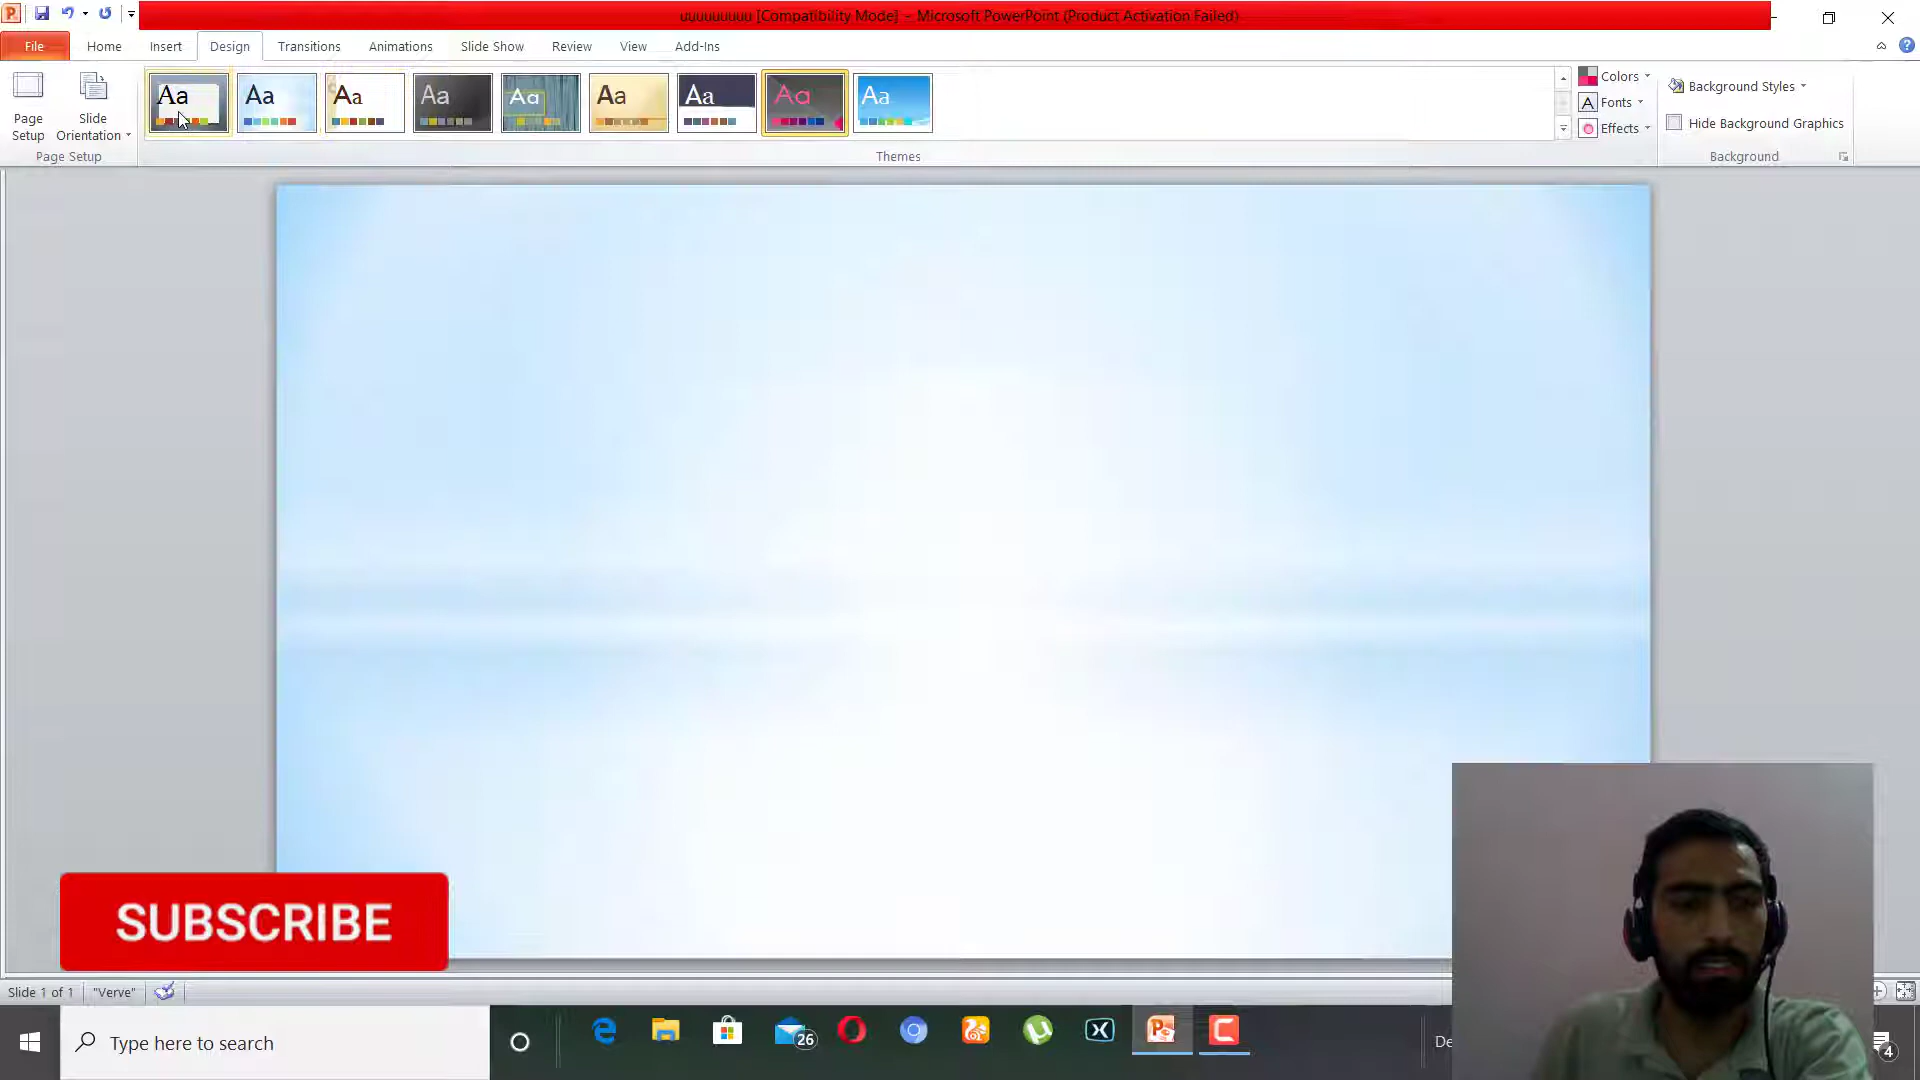 uuuuuuuuu [Compatibility Mode] – Microsoft PowerPoint (Product Activation Failed)
File Home Insert Design Transitions Animations Slide Show Review View Add-Ins
Page Setup
Slide Orientation
Page Setup
Aa Aa Aa Aa Aa Aa Aa Aa Aa
Themes
Colors
Fonts
Effects
Background Styles
Hide Background Graphics
Background
SUBSCRIBE
Slide 1 of 1 "Verve"
Type here to search
26
De
4